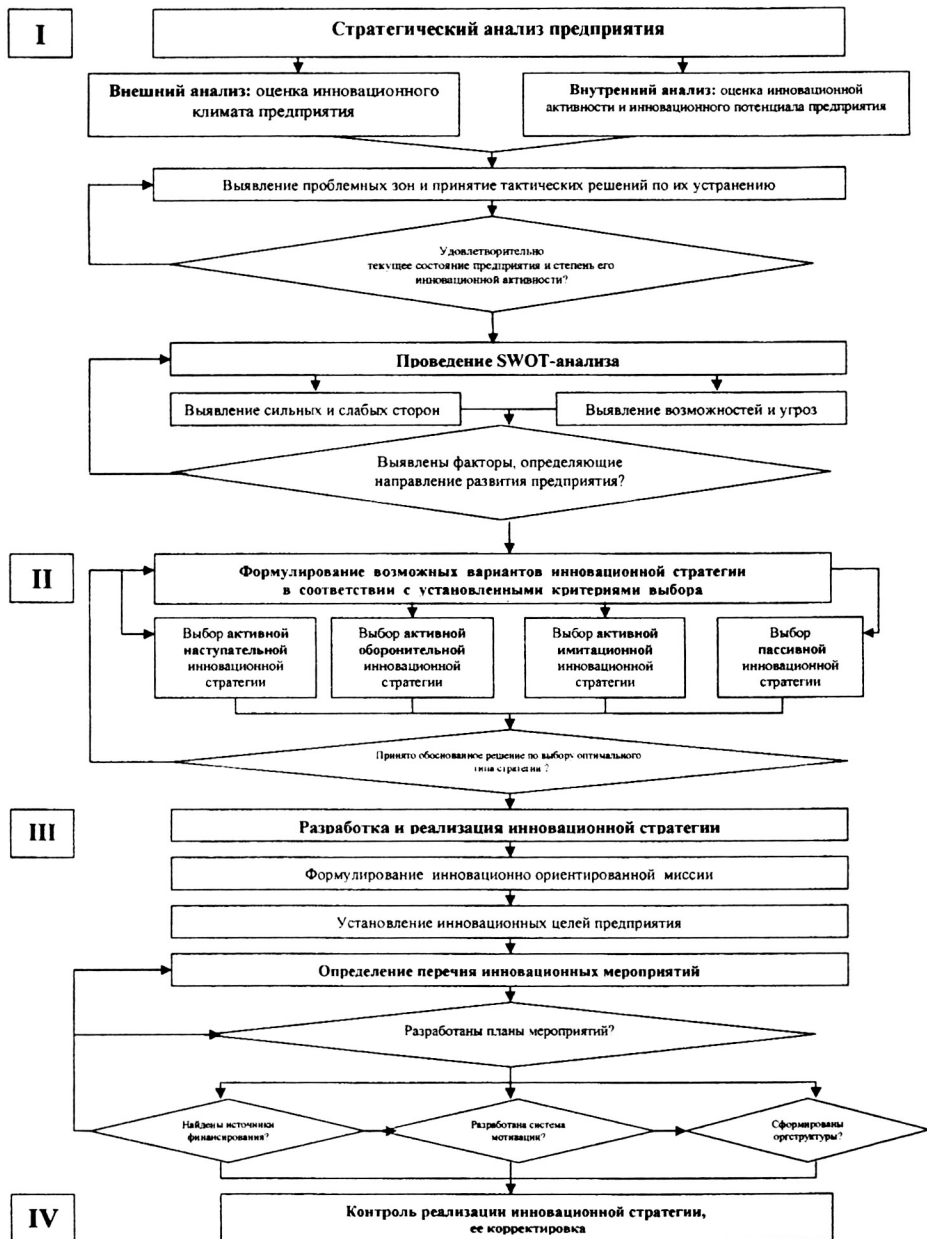 I
Стратегический анализ предприятия
Внешний анализ: оценка инновационного
климата предприятия
Внутренний анализ: оценка инновационной
активности и инновационного потенциала предприятия
Выявление проблемных зон и принятие тактических решений по их устранению
Удовлетворительно
текущее состояние предприятия и степень его
инновационной активности?
Проведение SWOT-анализа
Выявление сильных и слабых сторон
Выявление возможностей и угроз
Выявлены факторы, определяющие
направление развития предприятия?
II
Формулирование возможных вариантов инновационной стратегии
в соответствии с установленными критериями выбора
Выбор активной
наступательной
инновационной
стратегии
Выбор активной
оборонительной
инновационной
стратегии
Выбор активной
имитационной
инновационной
стратегии
Выбор
пассивной
инновационной
стратегии
Принято обоснованное решение по выбору оптимального
типа стратегии ?
III
Разработка и реализация инновационной стратегии
Формулирование инновационно ориентированной миссии
Установление инновационных целей предприятия
Определение перечня инновационных мероприятий
Разработаны планы мероприятий?
Найдены источники
финансирования?
Разработана система
мотивации?
Сформированы
оргструктуры?
IV
Контроль реализации инновационной стратегии,
ее корректировка